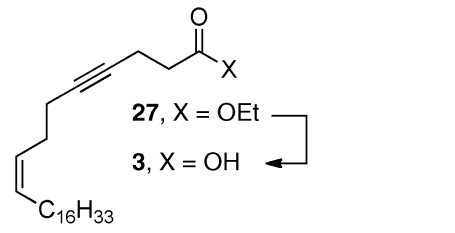 O
X
27, X = OEt
3, X = OH
C₁₆H₃₃